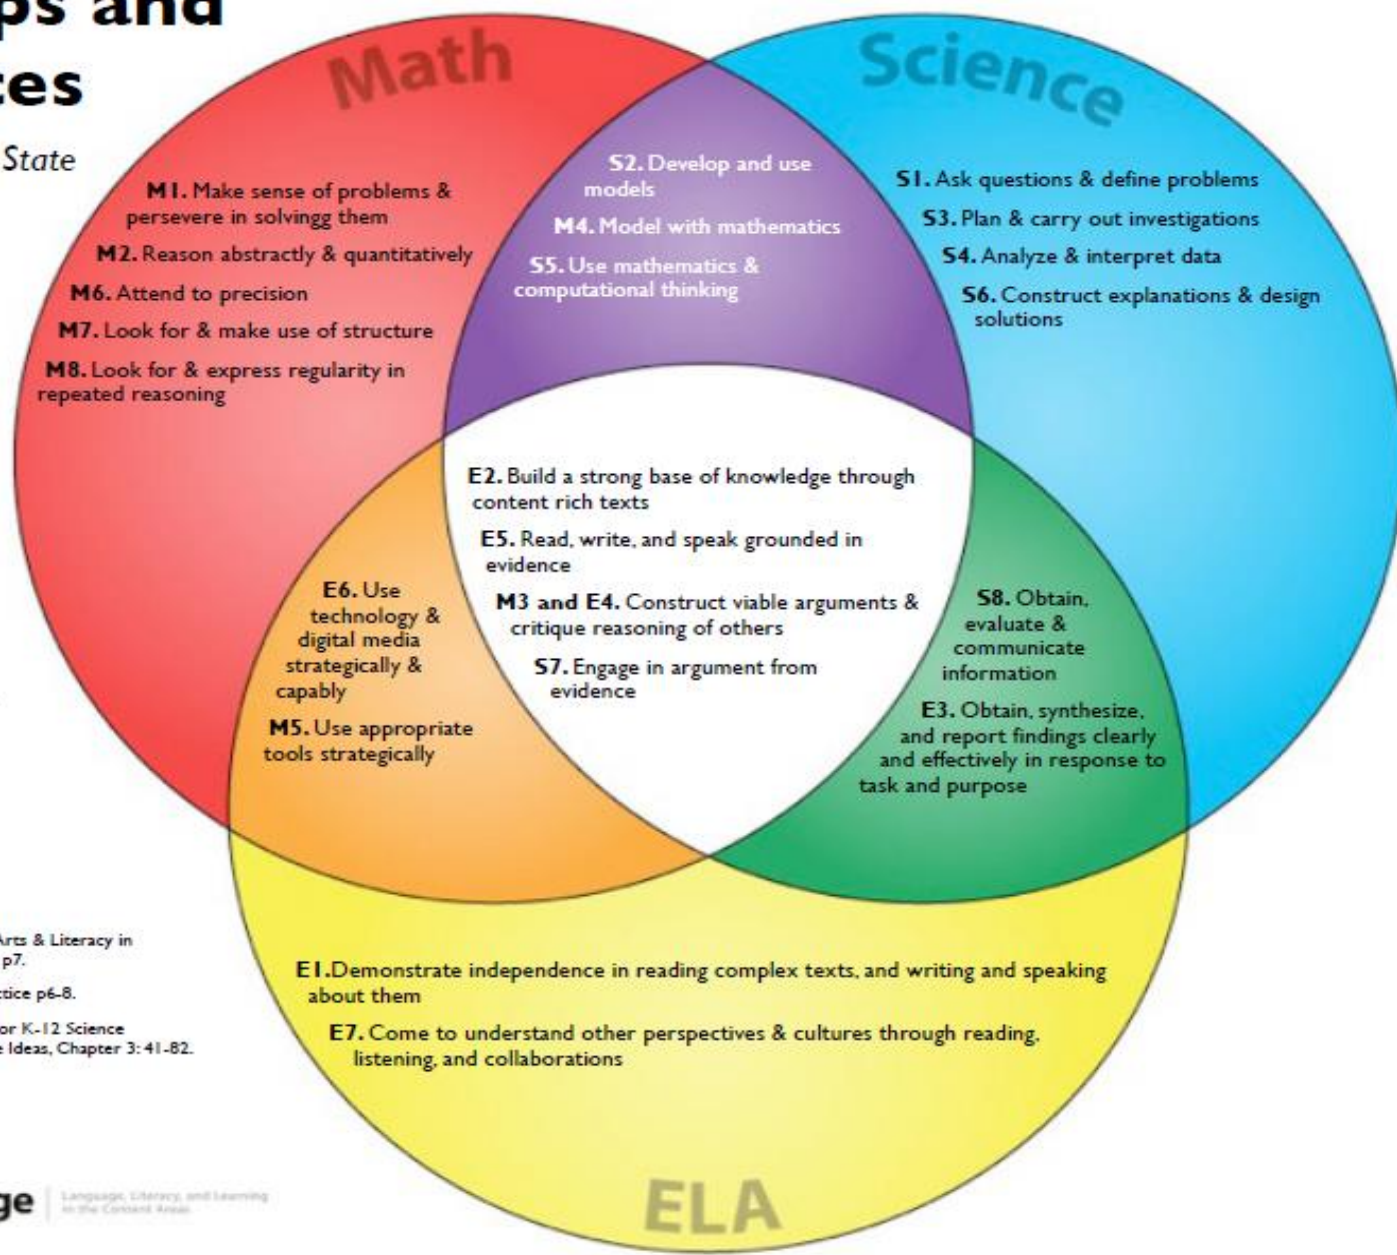 ps and
ces
State
Math
Science
M1. Make sense of problems &
persevere in solvingg them
M2. Reason abstractly & quantitatively
M6. Attend to precision
M7. Look for & make use of structure
M8. Look for & express regularity in
repeated reasoning
S2. Develop and use
models
M4. Model with mathematics
S5. Use mathematics &
computational thinking
S1. Ask questions & define problems
S3. Plan & carry out investigations
S4. Analyze & interpret data
S6. Construct explanations & design
solutions
E2. Build a strong base of knowledge through
content rich texts
E5. Read, write, and speak grounded in
evidence
M3 and E4. Construct viable arguments &
critique reasoning of others
S7. Engage in argument from
evidence
E6. Use
technology &
digital media
strategically &
capably
M5. Use appropriate
tools strategically
S8. Obtain,
evaluate &
communicate
information
E3. Obtain, synthesize,
and report findings clearly
and effectively in response to
task and purpose
E1.Demonstrate independence in reading complex texts, and writing and speaking
about them
E7. Come to understand other perspectives & cultures through reading,
listening, and collaborations
ELA
Arts & Literacy in
p7.
ctice p6-8.
or K-12 Science
e Ideas, Chapter 3: 41-82.
ge
Language, Literacy, and Learning
in the Content Areas